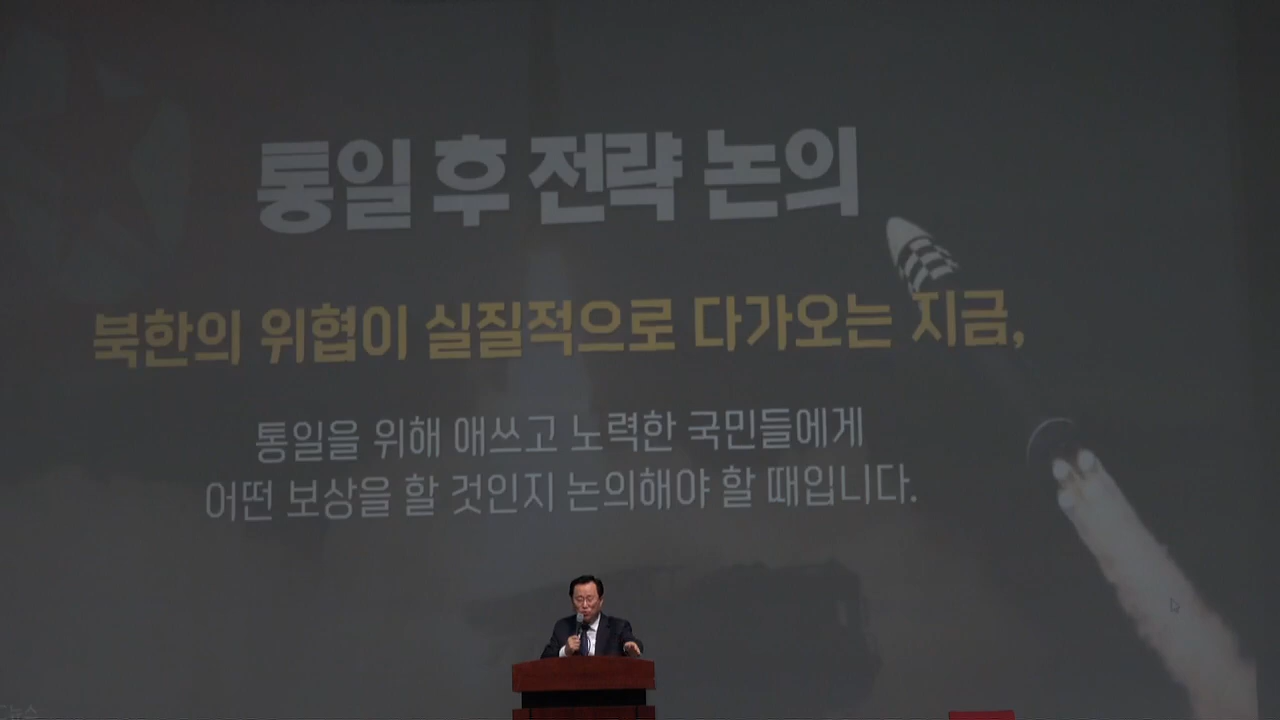 통일 후 전략 논의
북한의 위협이 실질적으로 다가오는 지금,
통일을 위해 애쓰고 노력한 국민들에게
어떤 보상을 할 것인지 논의해야 할 때입니다.
뉴스